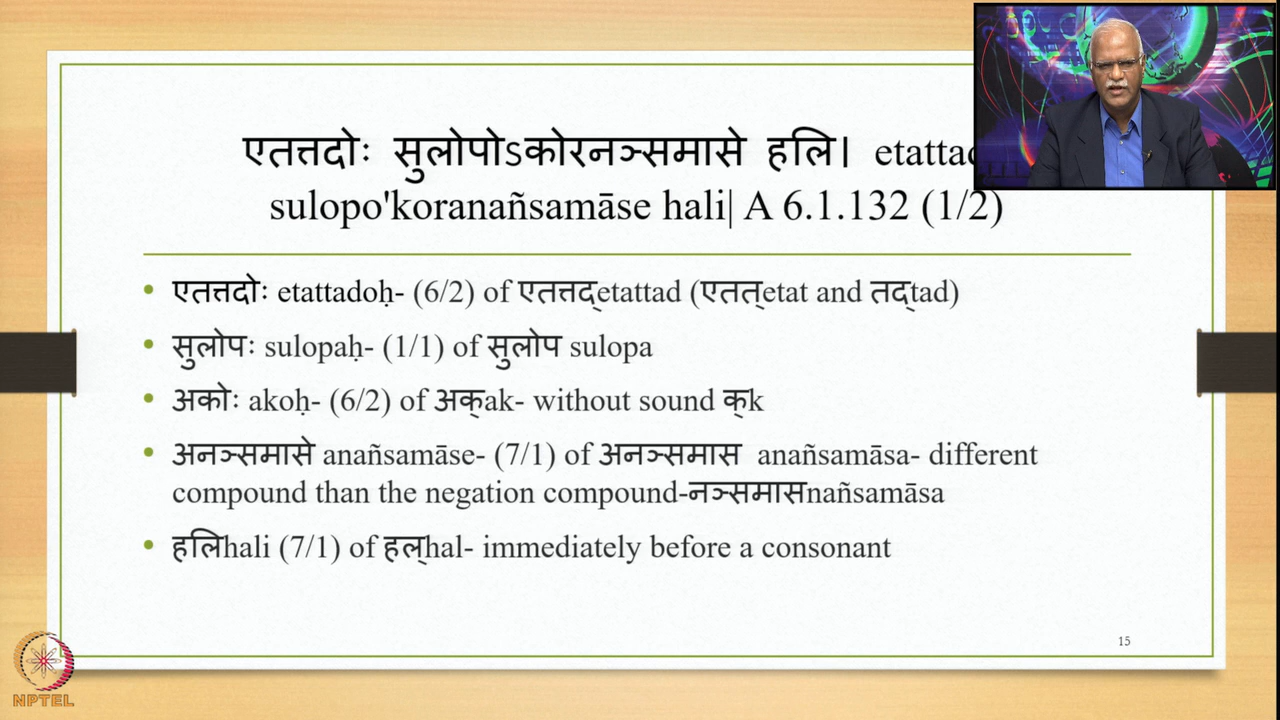 एतत्तदोः सुलोपोऽकोरनञ्समासे हलि। etattad
sulopo'koranañsamāse hali| A 6.1.132 (1/2)
• एतत्तदोः etattadoḥ- (6/2) of एतत्तद्etattad (एतत्etat and तद्tad)
• सुलोपः sulopaḥ- (1/1) of सुलोप sulopa
• अकोः akoḥ- (6/2) of अक्ak- without sound क्k
• अनञ्समासे anañsamāse- (7/1) of अनञ्समास anañsamāsa- different
compound than the negation compound-नञ्समासnañsamāsa
• हलिhali (7/1) of हल्hal- immediately before a consonant
15
NPTEL